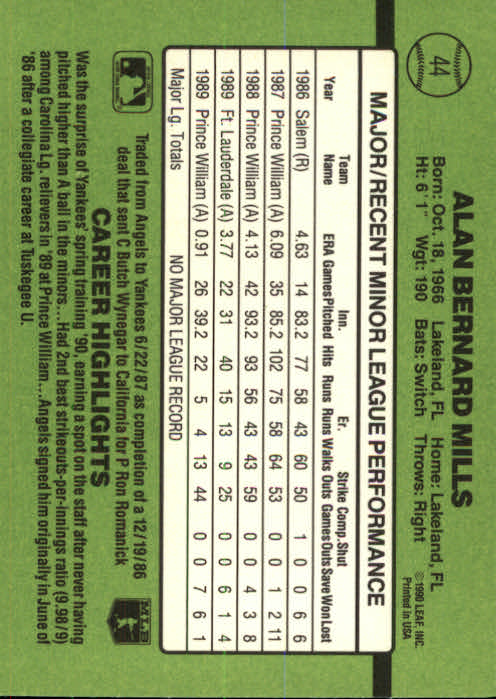 44
ALAN BERNARD MILLS
Born: Oct. 18, 1966 Lakeland, FL Home: Lakeland, FL
Ht: 6'1" Wgt: 190 Bats: Switch Throws: Right
© 1990 LEAF, INC.
Printed in USA
MAJOR/RECENT MINOR LEAGUE PERFORMANCE
Team Inn. Er. Strike Comp. Shut
Year Name ERA Games Pitched Hits Runs Runs Walks Outs Games Outs Save Won Lost
1986 Salem (R) 4.63 14 83.2 77 58 43 60 50 1 0 0 6 6
1987 Prince William (A) 6.09 35 85.2 102 75 58 64 53 0 0 1 2 11
1988 Prince William (A) 4.13 42 93.2 93 56 43 43 59 0 0 4 3 8
1989 Ft. Lauderdale (A) 3.77 22 31 40 15 13 9 25 0 0 6 1 4
1989 Prince William (A) 0.91 26 39.2 22 5 4 13 44 0 0 7 6 1
Major Lg. Totals NO MAJOR LEAGUE RECORD
Traded from Angels to Yankees 6/22/87 as completion of a 12/19/86
deal that sent C Butch Wynegar to California for P Ron Romanick
MLB
CAREER HIGHLIGHTS
Was the surprise of Yankees' spring training '90, earning a spot on the staff after never having
pitched higher than A ball in the minors...Had 2nd best strikeouts-per-innings ratio (9.98/9)
among Carolina Lg. relievers in '89 at Prince William...Angels signed him originally in June of
'86 after a collegiate career at Tuskegee U.